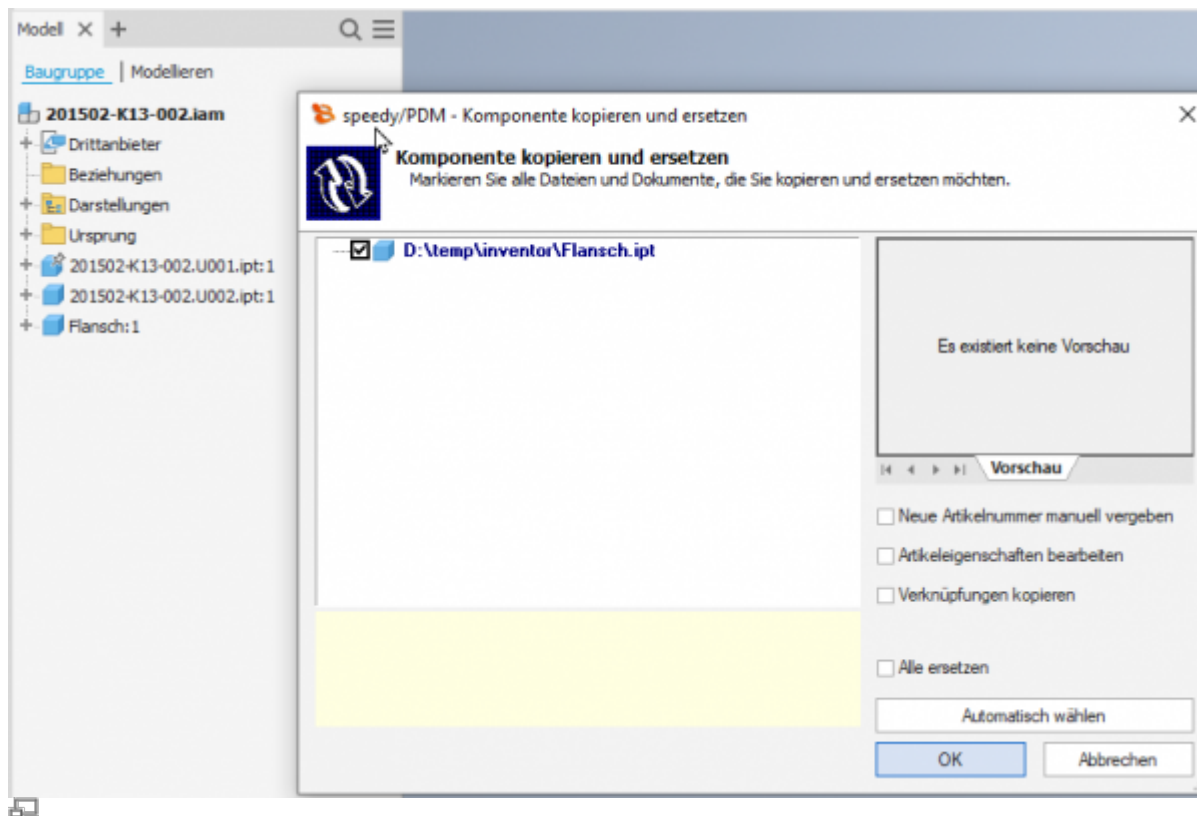 Modell
Baugruppe | Modellieren
201502-K13-002.iam
Drittanbieter
Beziehungen
Darstellungen
Ursprung
201502-K13-002.U001.ipt:1
201502-K13-002.U002.ipt:1
Flansch:1
speedy/PDM - Komponente kopieren und ersetzen
Komponente kopieren und ersetzen
Markieren Sie alle Dateien und Dokumente, die Sie kopieren und ersetzen möchten.
D:\temp\inventor\Flansch.ipt
Es existiert keine Vorschau
Vorschau
Neue Artikelnummer manuell vergeben
Artikeleigenschaften bearbeiten
Verknüpfungen kopieren
Alle ersetzen
Automatisch wählen
OK
Abbrechen